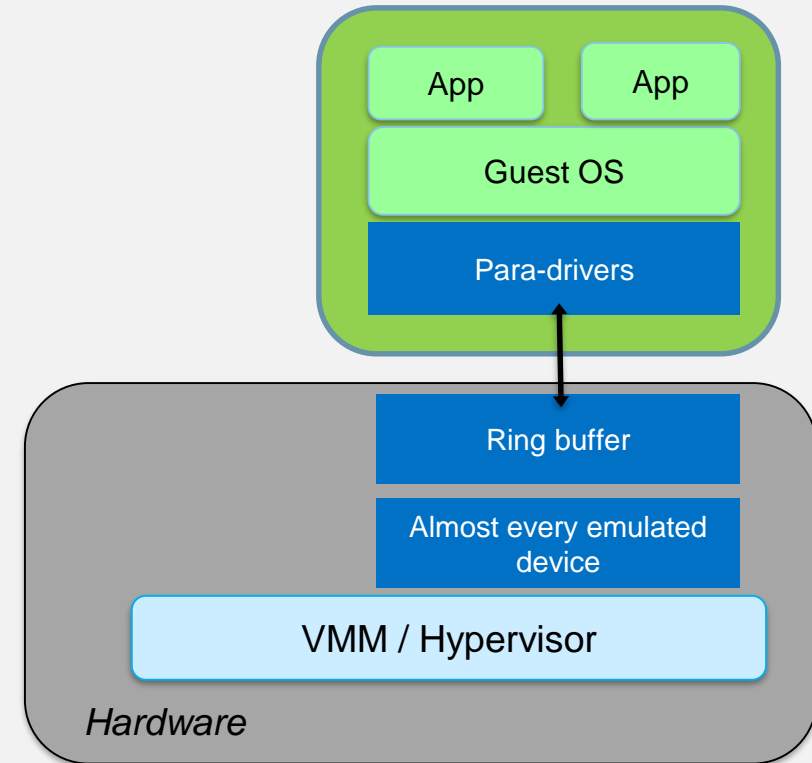 App
App
Guest OS
Para-drivers
Ring buffer
Almost every emulated
device
VMM / Hypervisor
Hardware